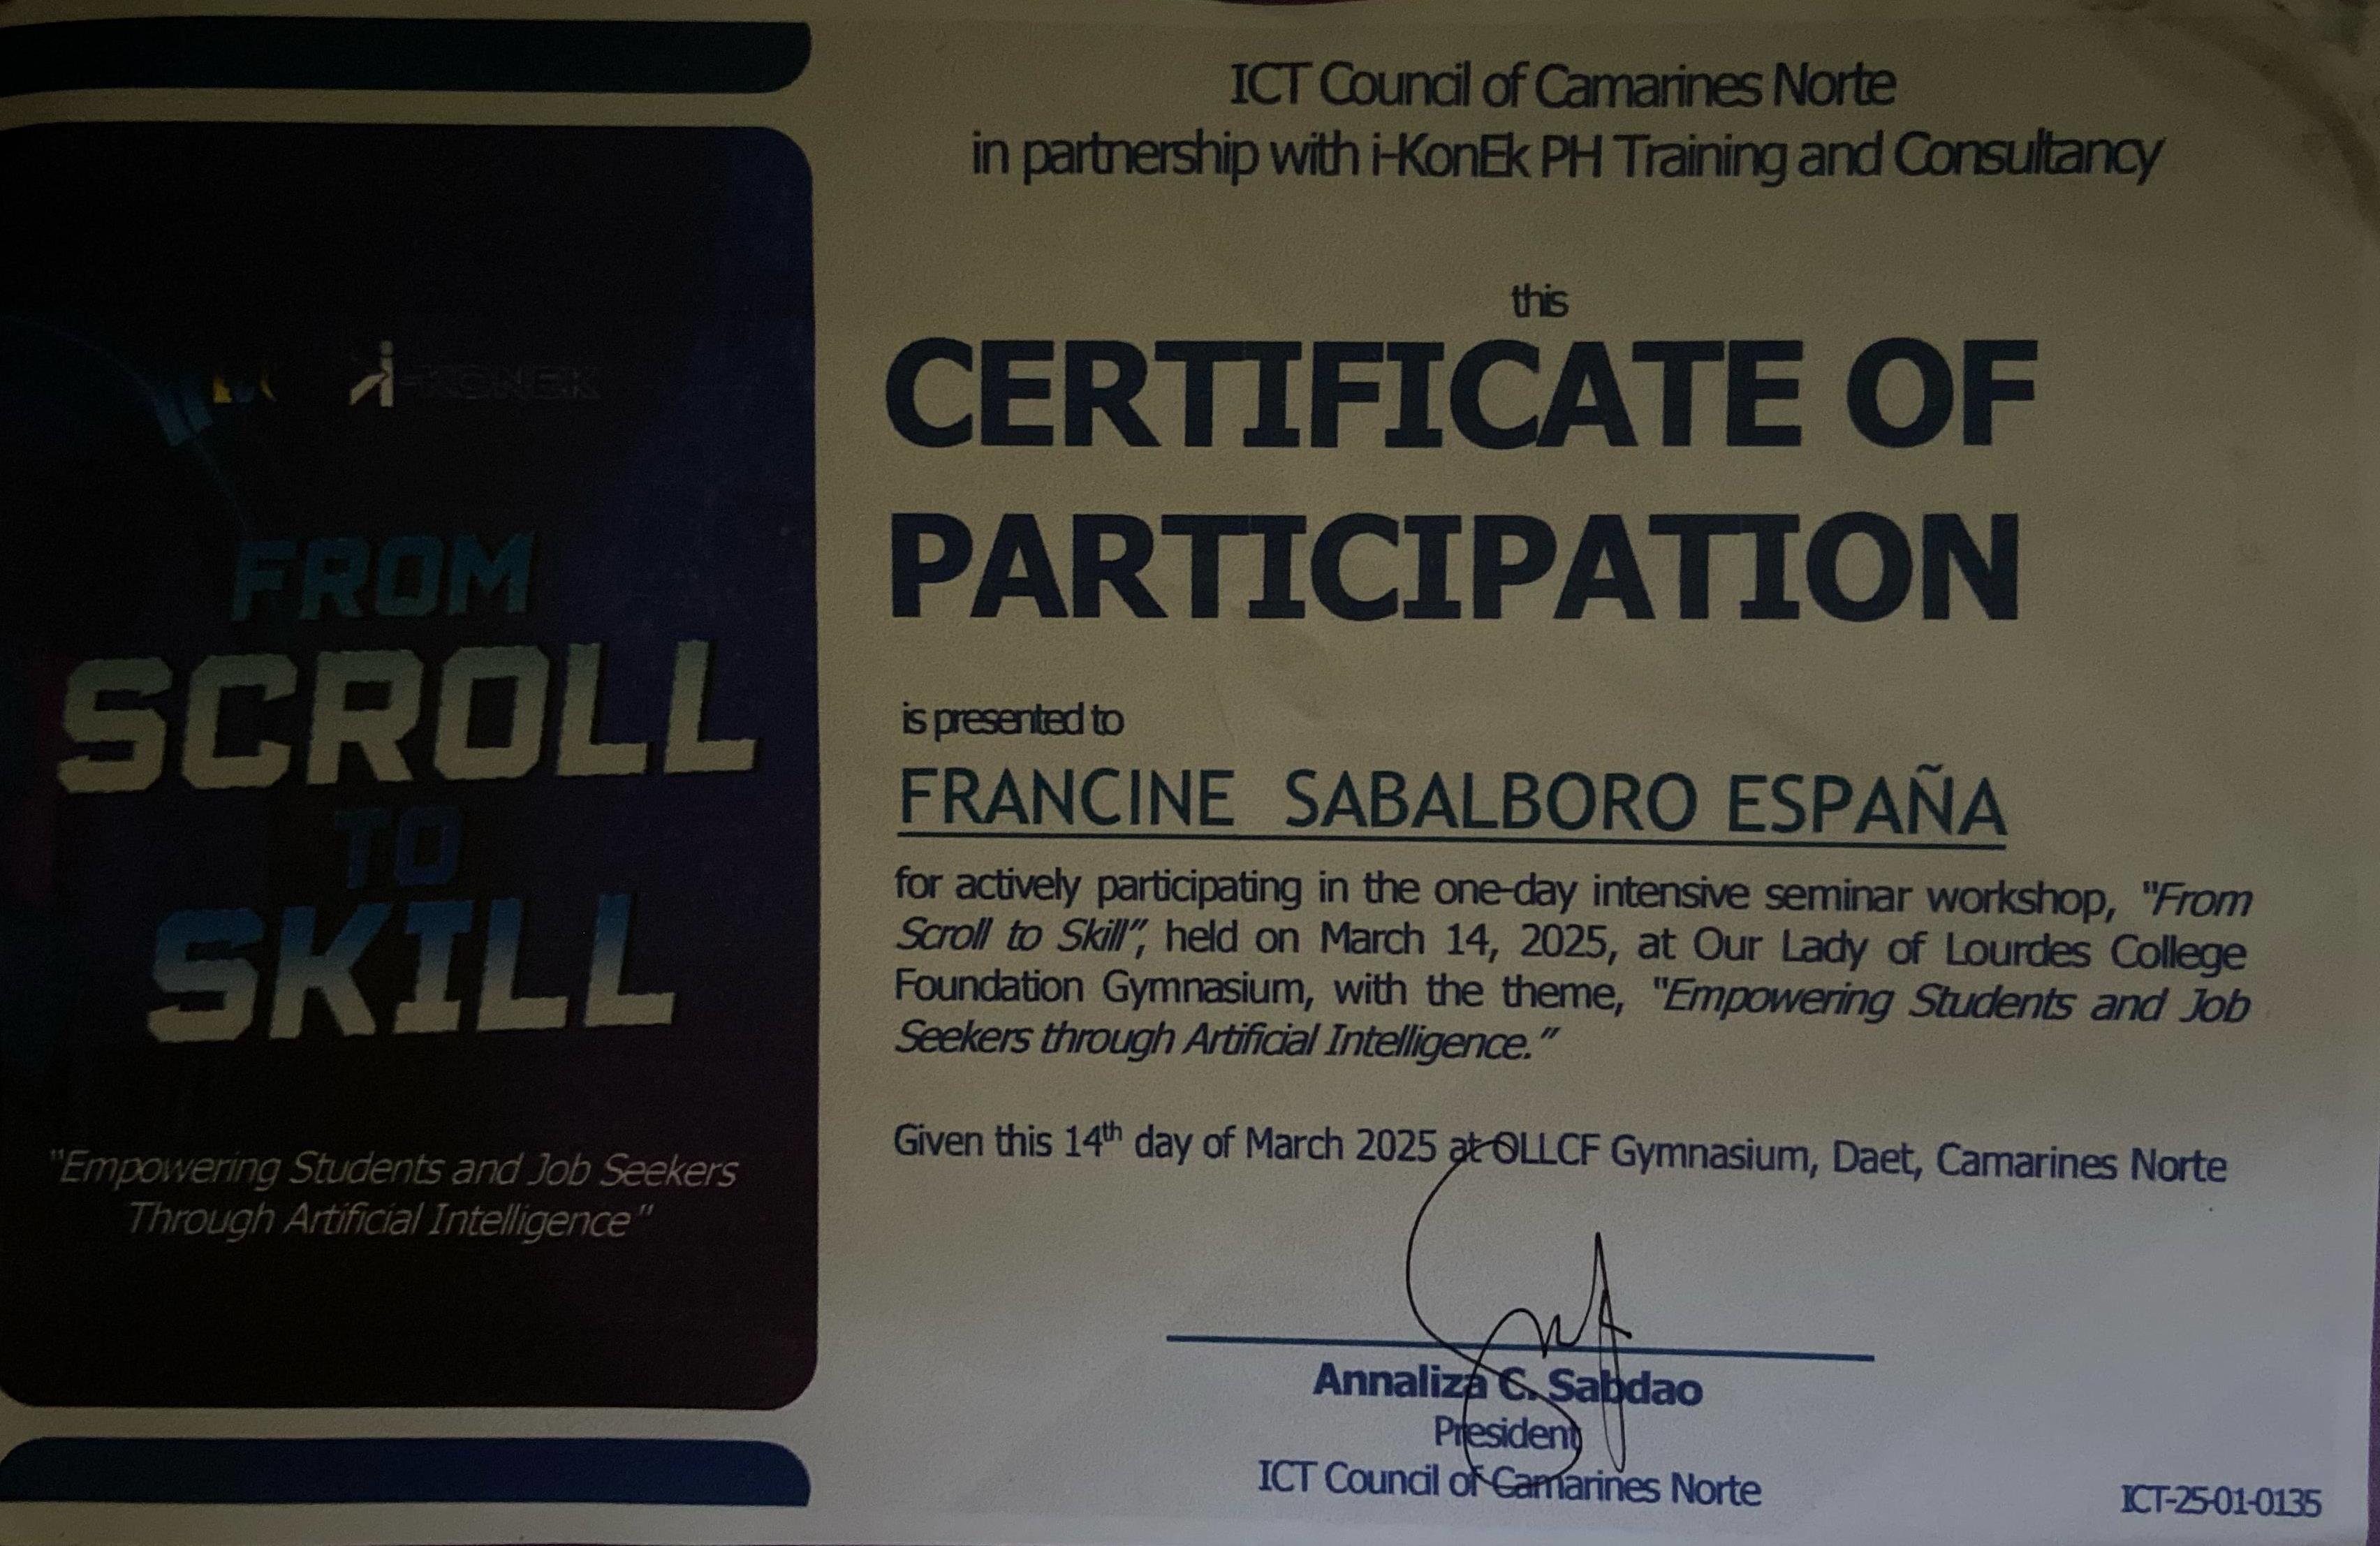 ICT Council of Camarines Norte
in partnership with i-KonEk PH Training and Consultancy
this
CERTIFICATE OF
PARTICIPATION
is presented to
FRANCINE SABALBORO ESPAÑA
for actively participating in the one-day intensive seminar workshop, "From
Scroll to Skill", held on March 14, 2025, at Our Lady of Lourdes College
Foundation Gymnasium, with the theme, "Empowering Students and Job
Seekers through Artificial Intelligence."
Given this 14th day of March 2025 at OLLCF Gymnasium, Daet, Camarines Norte
Annaliza C. Sabdao
President
ICT Council of Camarines Norte
ICT-25-01-0135
i-KONEK
FROM
SCROLL
TO
SKILL
"Empowering Students and Job Seekers
Through Artificial Intelligence"